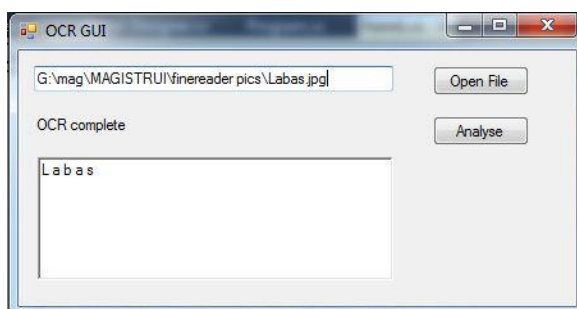 OCR GUI
G:\mag\MAGISTRUI\finereader pics\Labas.jpg
Open File
OCR complete
Analyse
L a b a s